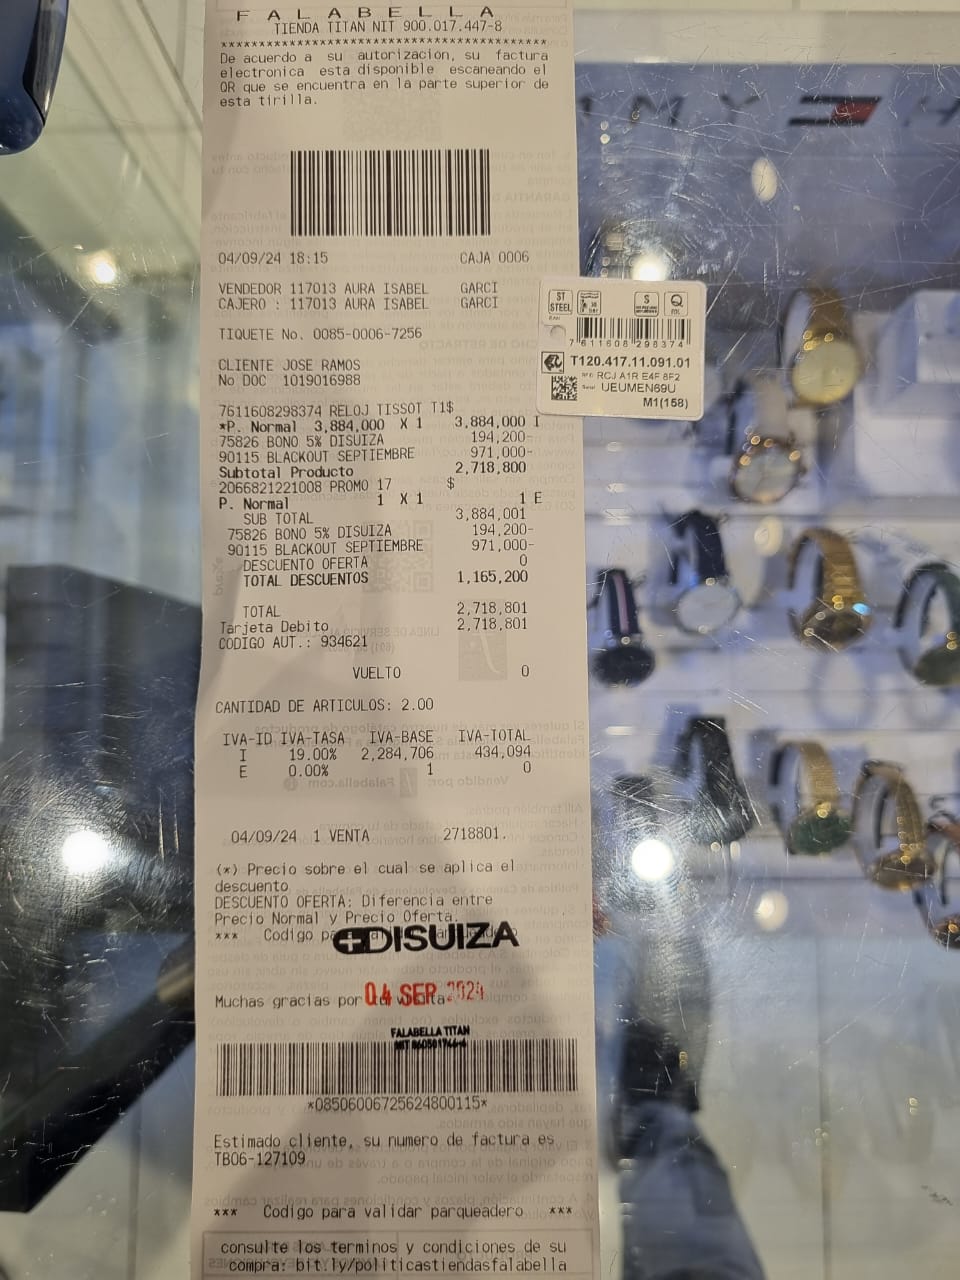 F A L A B E L L A
TIENDA TITAN NIT 900.017.447-8
***********************************************
De acuerdo a su autorización, su factura
electronica esta disponible escaneando el
QR que se encuentra en la parte superior de
esta tirilla.
04/09/24 18:15 CAJA 0006
VENDEDOR 117013 AURA ISABEL GARCI
CAJERO : 117013 AURA ISABEL GARCI
TIQUETE No. 0085-0006-7256
CLIENTE JOSE RAMOS
No DOC 1019016988
7611608298374 RELOJ TISSOT T1$
*P. Normal 3,884,000 X 1 3,884,000 I
75826 BONO 5% DISUIZA 194,200-
90115 BLACKOUT SEPTIEMBRE 971,000-
Subtotal Producto 2,718,800
2066821221008 PROMO 17 $
P. Normal 1 X 1 1 E
SUB TOTAL 3,884,001
75826 BONO 5% DISUIZA 194,200-
90115 BLACKOUT SEPTIEMBRE 971,000-
DESCUENTO OFERTA 0
TOTAL DESCUENTOS 1,165,200
TOTAL 2,718,801
Tarjeta Debito 2,718,801
CODIGO AUT.: 934621
VUELTO 0
CANTIDAD DE ARTICULOS: 2.00
IVA-ID IVA-TASA IVA-BASE IVA-TOTAL
I 19.00% 2,284,706 434,094
E 0.00% 1 0
04/09/24 1 VENTA 2718801.
(*) Precio sobre el cual se aplica el
descuento
DESCUENTO OFERTA: Diferencia entre
Precio Normal y Precio Oferta.
*** Codigo
DISUIZA
Muchas gracias por
04 SEP 2024
FALABELLA TITAN
*08506006725624800115*
Estimado cliente, su numero de factura es
TB06-127109
*** Codigo para validar parqueadero ***
consulte los terminos y condiciones de su
compra: bit.ly/politicastiendasfalabella
ST
STEEL
S
Q
7 611608 298374
T120.417.11.091.01
RCJ A1R E4F 8F2
UEUMEN69U
M1(158)
MY H